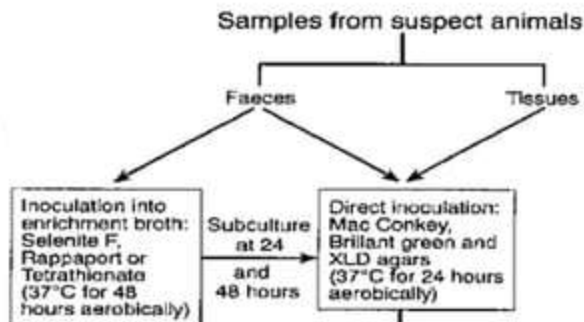 Samples from suspect animals
Faeces
Tissues
Inoculation into
enrichment broth:
Selenite F,
Rappaport or
Tetrathionate
(37°C for 48
hours aerobically)
Subculture
at 24
and
48 hours
Direct inoculation:
Mac Conkey,
Brillant green and
XLD agars
(37°C for 24 hours
aerobically)